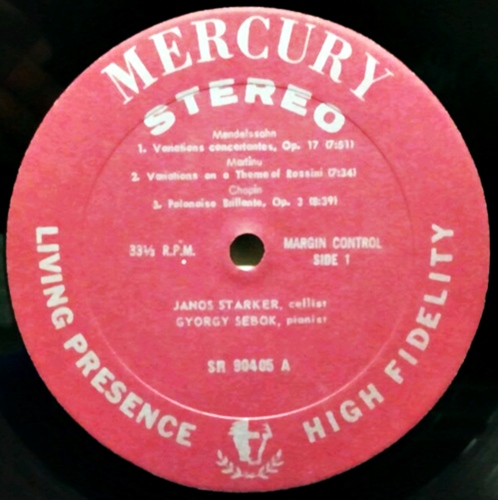 MERCURY
STEREO
Mendelssohn
1. Variations concertantes, Op. 17 (7:51)
Martinu
2. Variations on a Theme of Rossini (7:34)
Chopin
3. Polonaise Brillante, Op. 3 (8:39)
33⅓ R.P.M.
MARGIN CONTROL
SIDE 1
JANOS STARKER, cellist
GYORGY SEBOK, pianist
SR 90405 A
LIVING PRESENCE
HIGH FIDELITY